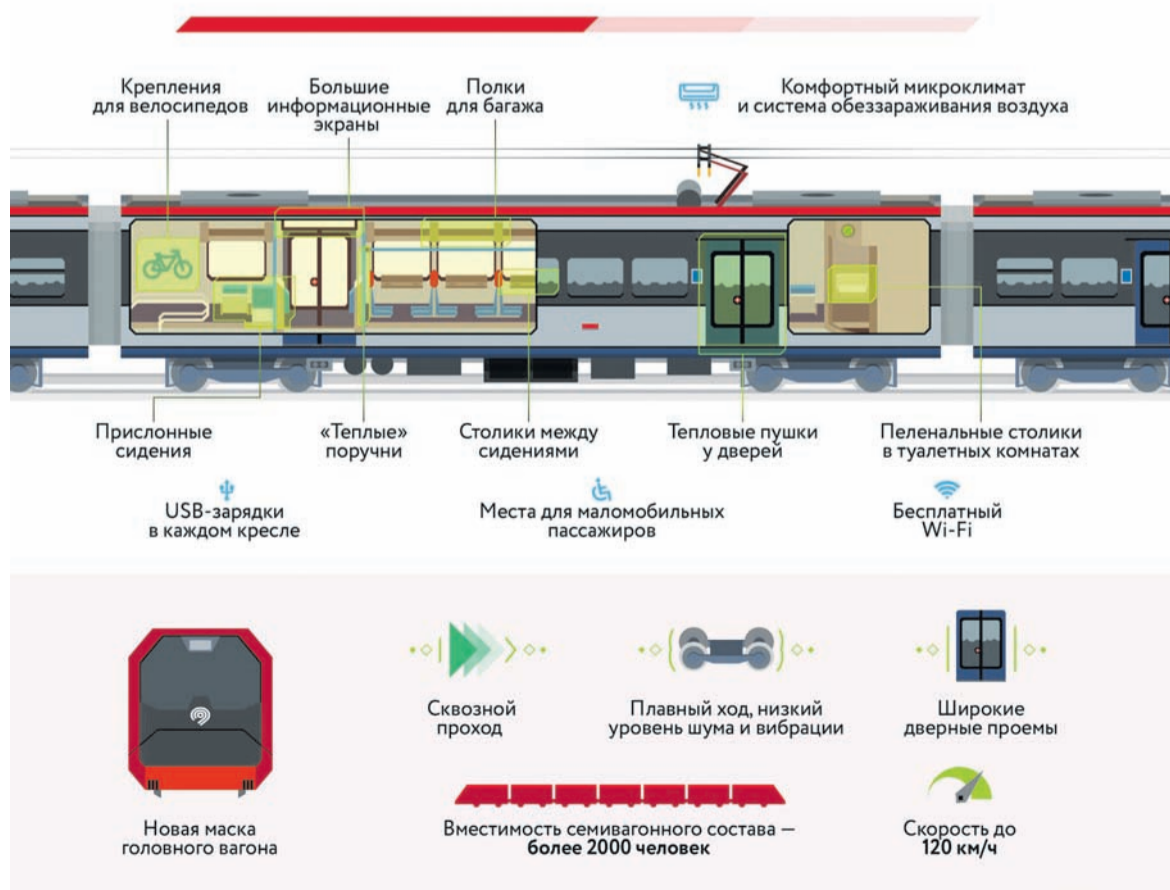 Крепления
для велосипедов
Большие
информационные
экраны
Полки
для багажа
Комфортный микроклимат
и система обеззараживания воздуха
Прислонные
сидения
«Теплые»
поручни
Столики между
сидениями
Тепловые пушки
у дверей
Пеленальные столики
в туалетных комнатах
USB-зарядки
в каждом кресле
Места для маломобильных
пассажиров
Бесплатный
Wi-Fi
Сквозной
проход
Плавный ход, низкий
уровень шума и вибрации
Широкие
дверные проемы
Новая маска
головного вагона
Вместимость семивагонного состава —
более 2000 человек
Скорость до
120 км/ч